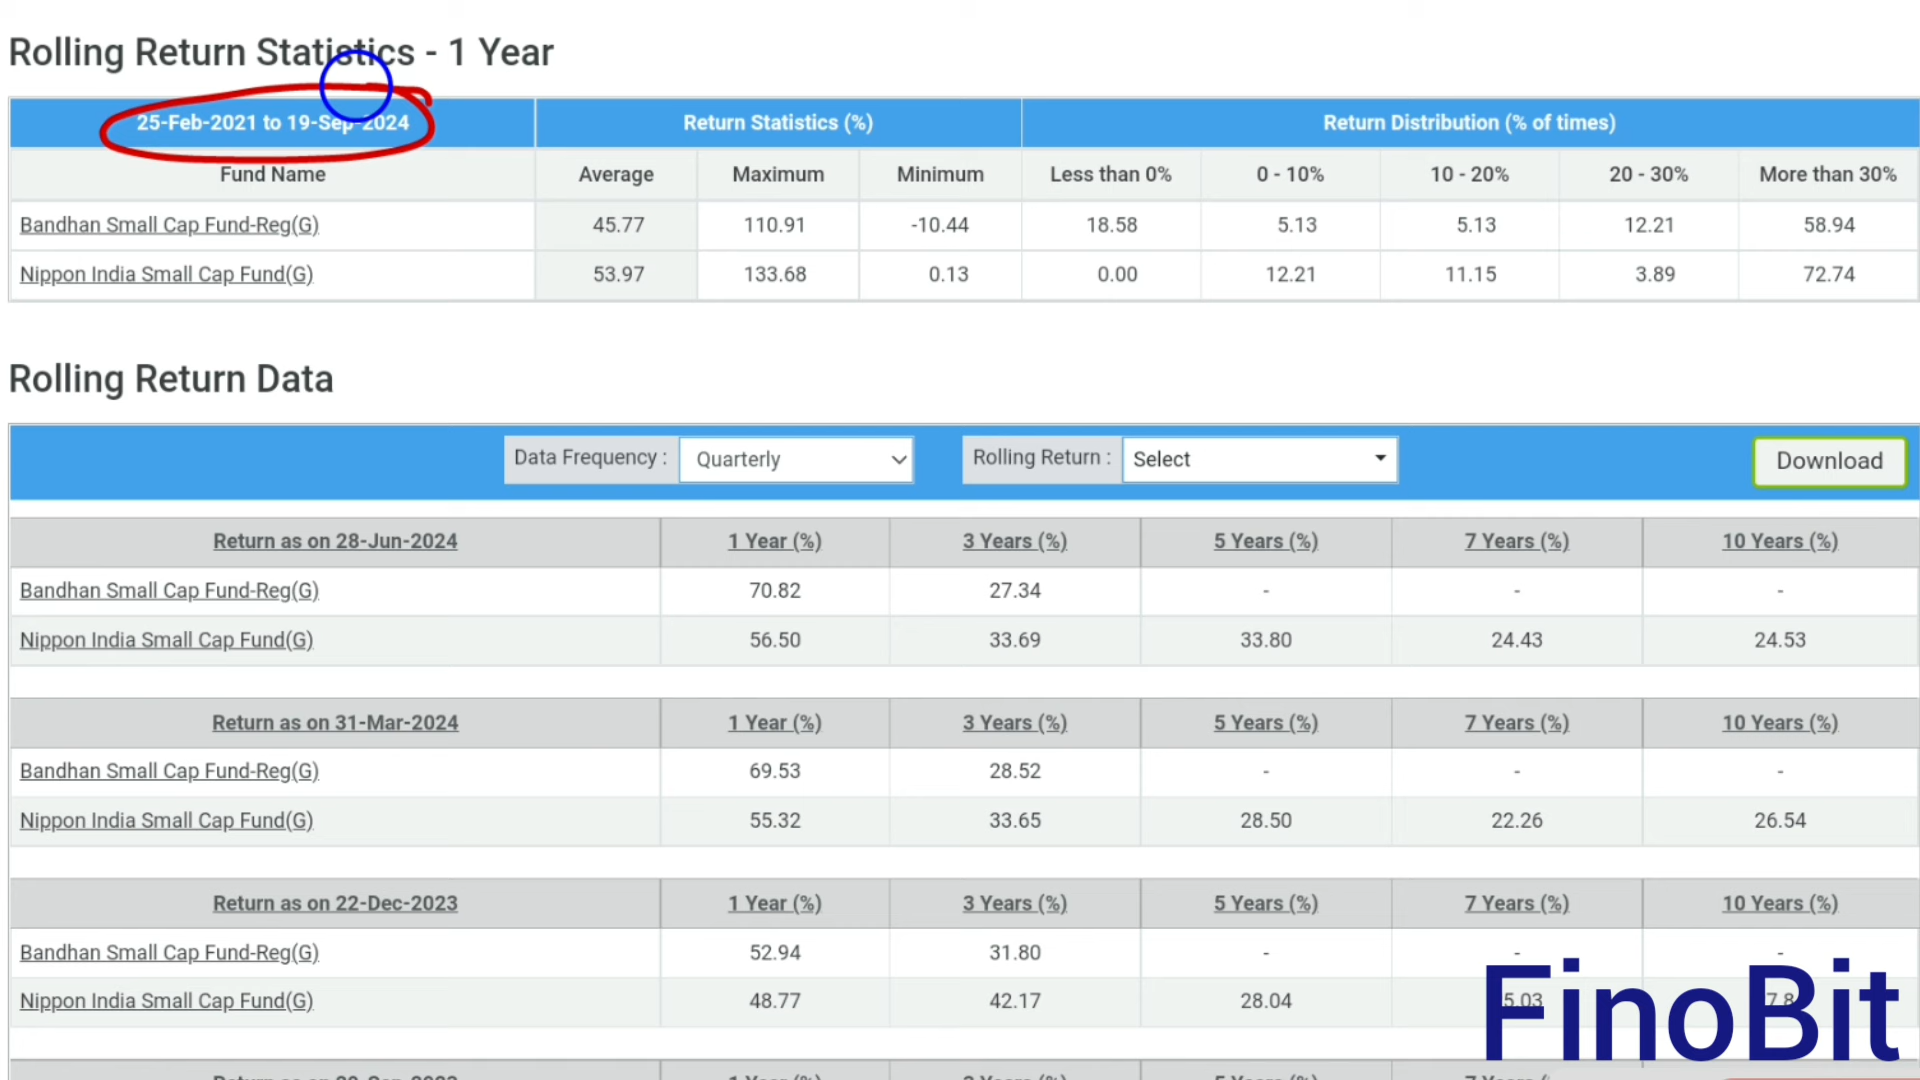 Rolling Return Statistics - 1 Year
25-Feb-2021 to 19-Sep-2024 Return Statistics (%) Return Distribution (% of times)
Fund Name Average Maximum Minimum Less than 0% 0 - 10% 10 - 20% 20 - 30% More than 30%
Bandhan Small Cap Fund-Reg(G) 45.77 110.91 -10.44 18.58 5.13 5.13 12.21 58.94
Nippon India Small Cap Fund(G) 53.97 133.68 0.13 0.00 12.21 11.15 3.89 72.74
Rolling Return Data
Data Frequency : Quarterly Rolling Return : Select Download
Return as on 28-Jun-2024 1 Year (%) 3 Years (%) 5 Years (%) 7 Years (%) 10 Years (%)
Bandhan Small Cap Fund-Reg(G) 70.82 27.34 - - -
Nippon India Small Cap Fund(G) 56.50 33.69 33.80 24.43 24.53
Return as on 31-Mar-2024 1 Year (%) 3 Years (%) 5 Years (%) 7 Years (%) 10 Years (%)
Bandhan Small Cap Fund-Reg(G) 69.53 28.52 - - -
Nippon India Small Cap Fund(G) 55.32 33.65 28.50 22.26 26.54
Return as on 22-Dec-2023 1 Year (%) 3 Years (%) 5 Years (%) 7 Years (%) 10 Years (%)
Bandhan Small Cap Fund-Reg(G) 52.94 31.80 - - -
Nippon India Small Cap Fund(G) 48.77 42.17 28.04
FinoBit